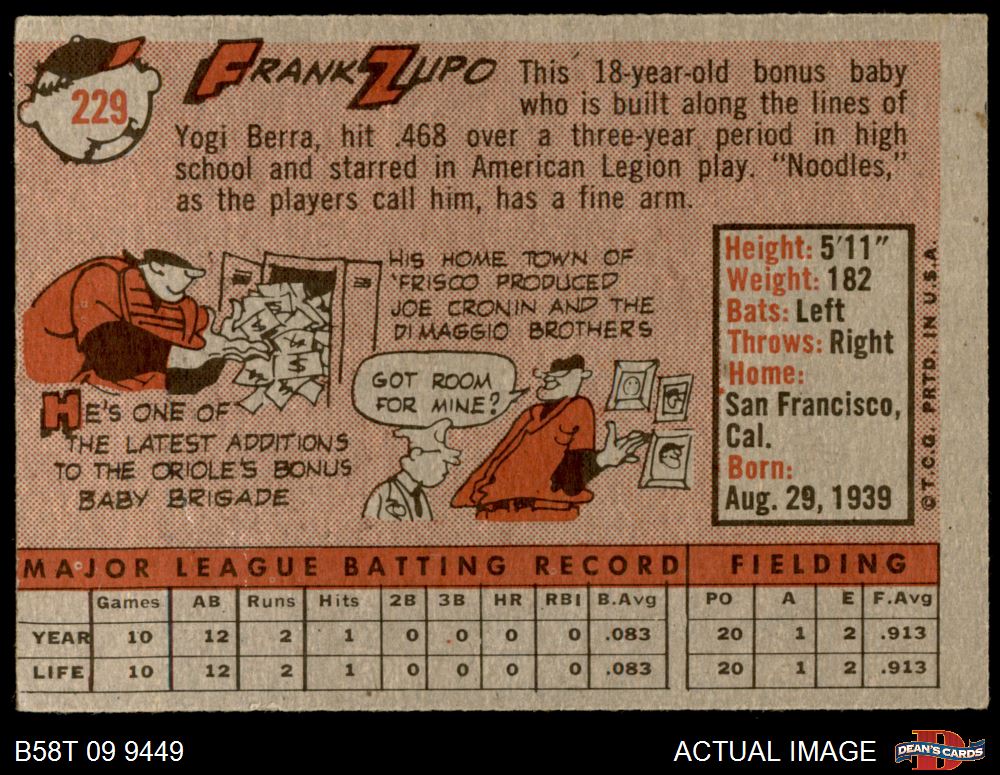 229
FRANK ZUPO
This 18-year-old bonus baby
who is built along the lines of
Yogi Berra, hit .468 over a three-year period in high
school and starred in American Legion play. “Noodles,”
as the players call him, has a fine arm.
HE'S ONE OF
THE LATEST ADDITIONS
TO THE ORIOLE'S BONUS
BABY BRIGADE
HIS HOME TOWN OF
'FRISCO PRODUCED
JOE CRONIN AND THE
DIMAGGIO BROTHERS
GOT ROOM
FOR MINE?
Height: 5'11"
Weight: 182
Bats: Left
Throws: Right
Home:
San Francisco,
Cal.
Born:
Aug. 29, 1939
© T.C.G. PRTD. IN U.S.A.
MAJOR LEAGUE BATTING RECORD FIELDING
Games AB Runs Hits 2B 3B HR RBI B.Avg PO A E F.Avg
YEAR 10 12 2 1 0 0 0 0 .083 20 1 2 .913
LIFE 10 12 2 1 0 0 0 0 .083 20 1 2 .913
B58T 09 9449
ACTUAL IMAGE
DEAN'S CARDS